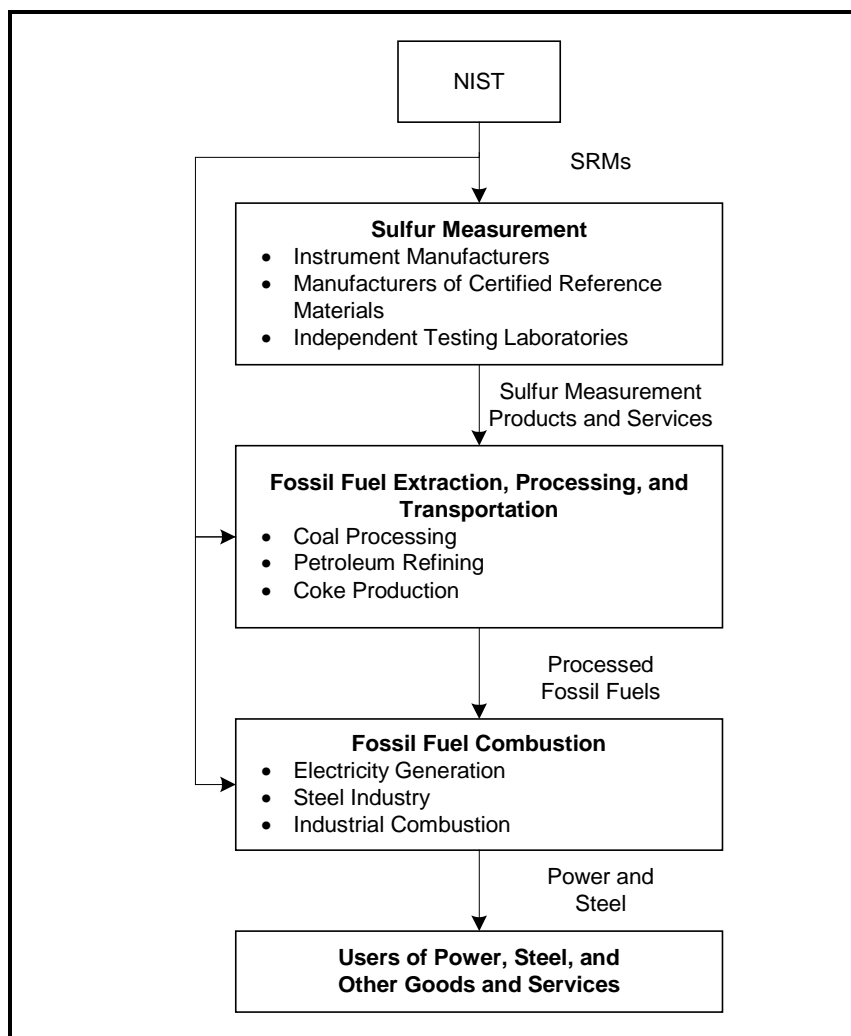 NIST
SRMs
Sulfur Measurement
• Instrument Manufacturers
• Manufacturers of Certified Reference
Materials
• Independent Testing Laboratories
Sulfur Measurement
Products and Services
Fossil Fuel Extraction, Processing, and
Transportation
• Coal Processing
• Petroleum Refining
• Coke Production
Processed
Fossil Fuels
Fossil Fuel Combustion
• Electricity Generation
• Steel Industry
• Industrial Combustion
Power and
Steel
Users of Power, Steel, and
Other Goods and Services